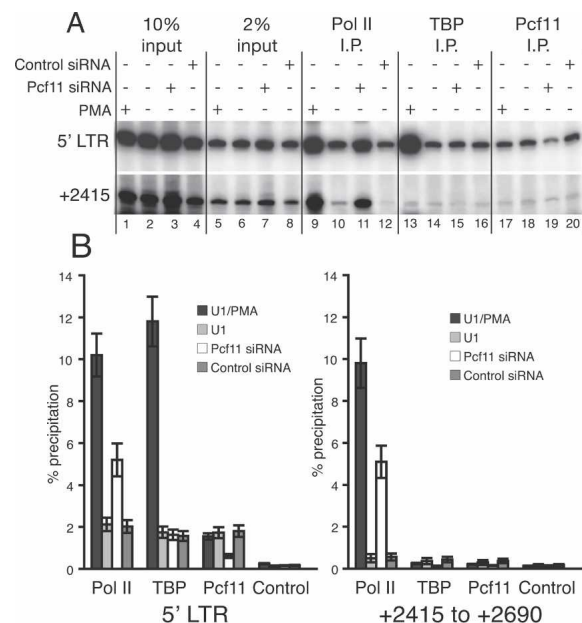 A
10% input
2% input
Pol II I.P.
TBP I.P.
Pcf11 I.P.
Control siRNA - - - + - - - + - - - + - - - + - - - +
Pcf11 siRNA - - + - - - + - - - + - - - + - - - + -
PMA + - - - + - - - + - - - + - - - + - - -
5' LTR
+2415
1 2 3 4 5 6 7 8 9 10 11 12 13 14 15 16 17 18 19 20
B
% precipitation
14
12
10
8
6
4
2
0
U1/PMA
U1
Pcf11 siRNA
Control siRNA
Pol II TBP Pcf11 Control
5' LTR
% precipitation
14
12
10
8
6
4
2
0
U1/PMA
U1
Pcf11 siRNA
Control siRNA
Pol II TBP Pcf11 Control
+2415 to +2690